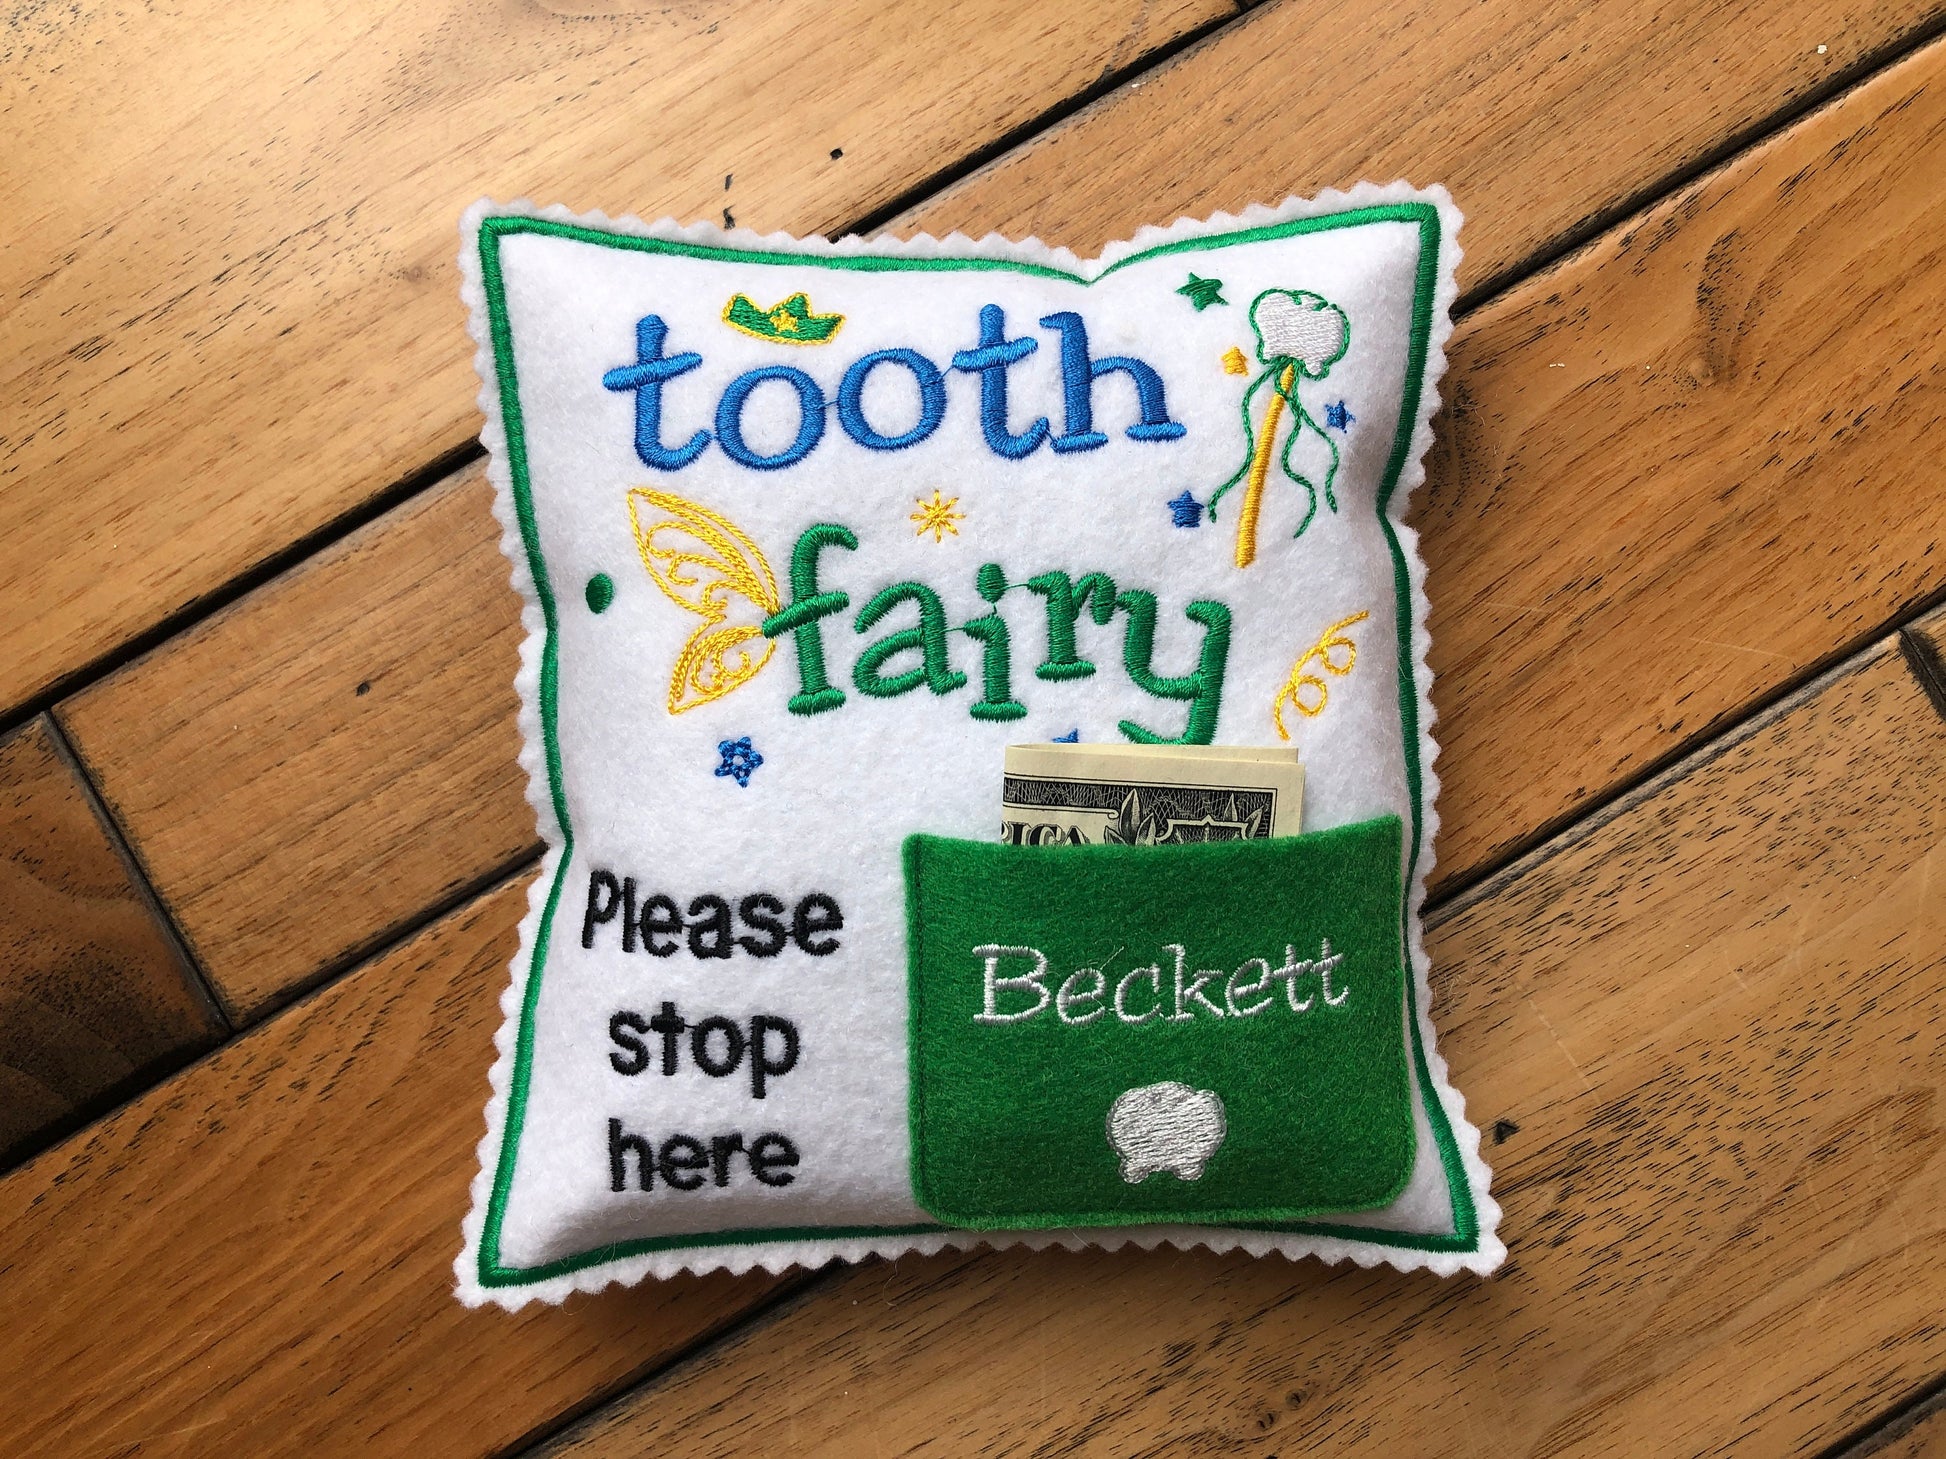 tooth
fairy
Please
stop
here
Beckett